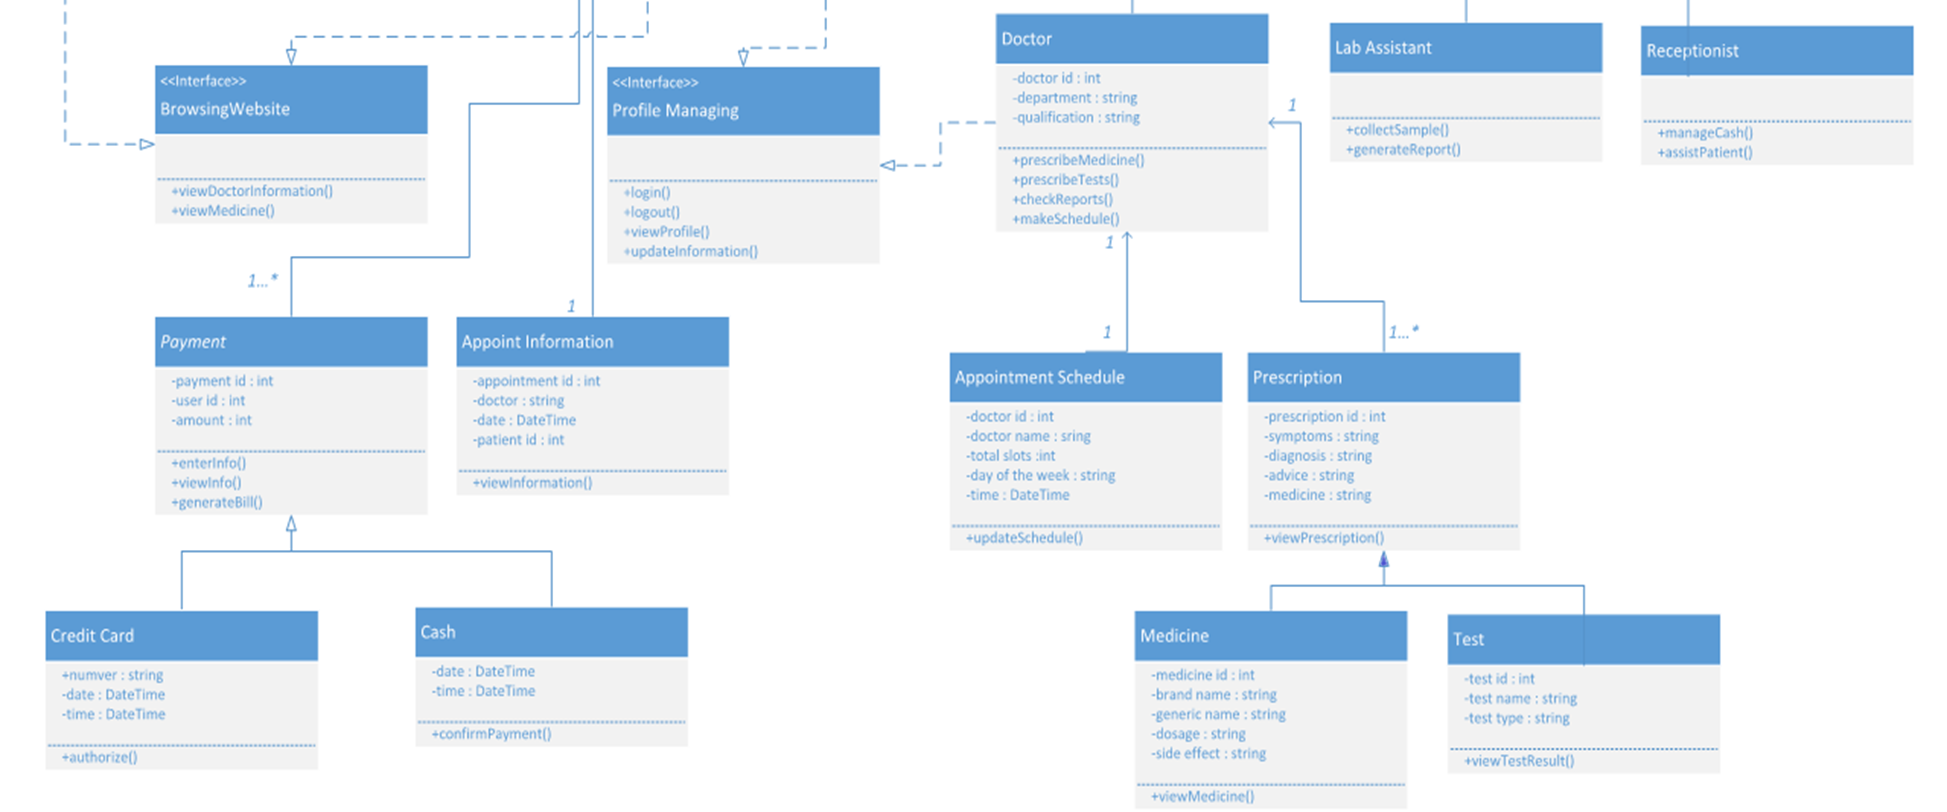 <<Interface>>
BrowsingWebsite
+viewDoctorInformation()
+viewMedicine()
<<Interface>>
Profile Managing
+login()
+logout()
+viewProfile()
+updateInformation()
Doctor
-doctor id : int
-department : string
-qualification : string
+prescribeMedicine()
+prescribeTests()
+checkReports()
+makeSchedule()
1
Lab Assistant
+collectSample()
+generateReport()
Receptionist
+manageCash()
+assistPatient()
1...*
1
1
1
1...*
Payment
-payment id : int
-user id : int
-amount : int
+enterInfo()
+viewInfo()
+generateBill()
Appoint Information
-appointment id : int
-doctor : string
-date : DateTime
-patient id : int
+viewInformation()
Appointment Schedule
-doctor id : int
-doctor name : sring
-total slots :int
-day of the week : string
-time : DateTime
+updateSchedule()
Prescription
-prescription id : int
-symptoms : string
-diagnosis : string
-advice : string
-medicine : string
+viewPrescription()
Credit Card
+numver : string
-date : DateTime
-time : DateTime
+authorize()
Cash
-date : DateTime
-time : DateTime
+confirmPayment()
Medicine
-medicine id : int
-brand name : string
-generic name : string
-dosage : string
-side effect : string
+viewMedicine()
Test
-test id : int
-test name : string
-test type : string
+viewTestResult()